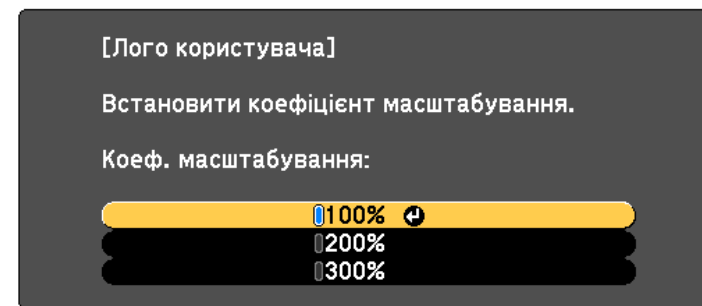 [Лого користувача]
Встановити коефіцієнт масштабування.
Коеф. масштабування:
100%
200%
300%